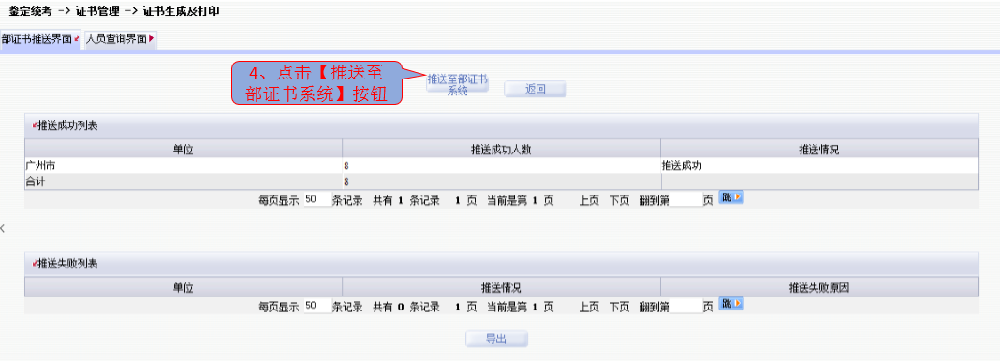 鉴定统考 -> 证书管理 -> 证书生成及打印
部证书推送界面 人员查询界面
4、点击【推送至
部证书系统】按钮
推送至部证书
系统
返回
推送成功列表
单位 推送成功人数 推送情况
广州市 8 推送成功
合计 8
每页显示 50 条记录 共有 1 条记录 1 页 当前是第 1 页 上页 下页 翻到第 页 跳
推送失败列表
单位 推送情况 推送失败原因
每页显示 50 条记录 共有 0 条记录 1 页 当前是第 1 页 上页 下页 翻到第 页 跳
导出